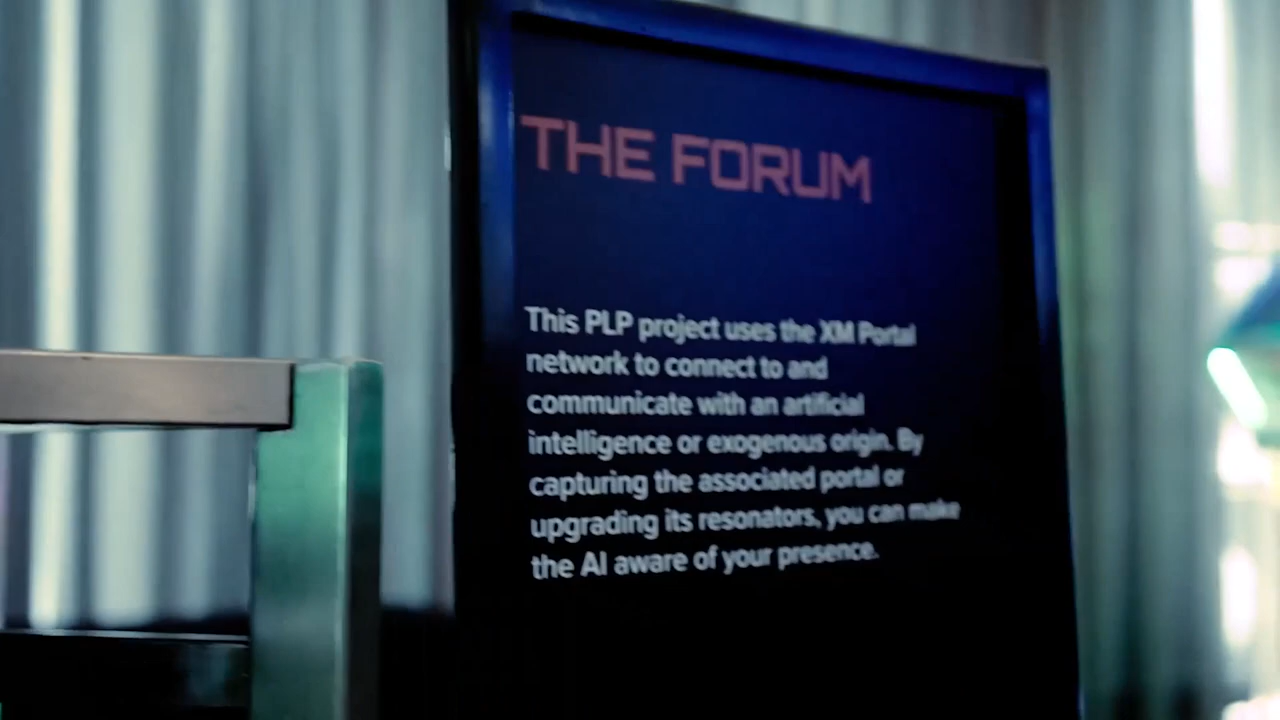 THE FORUM
This PLP project uses the XM Portal
network to connect to and
communicate with an artificial
intelligence or exogenous origin. By
capturing the associated portal or
upgrading its resonators, you can make
the AI aware of your presence.